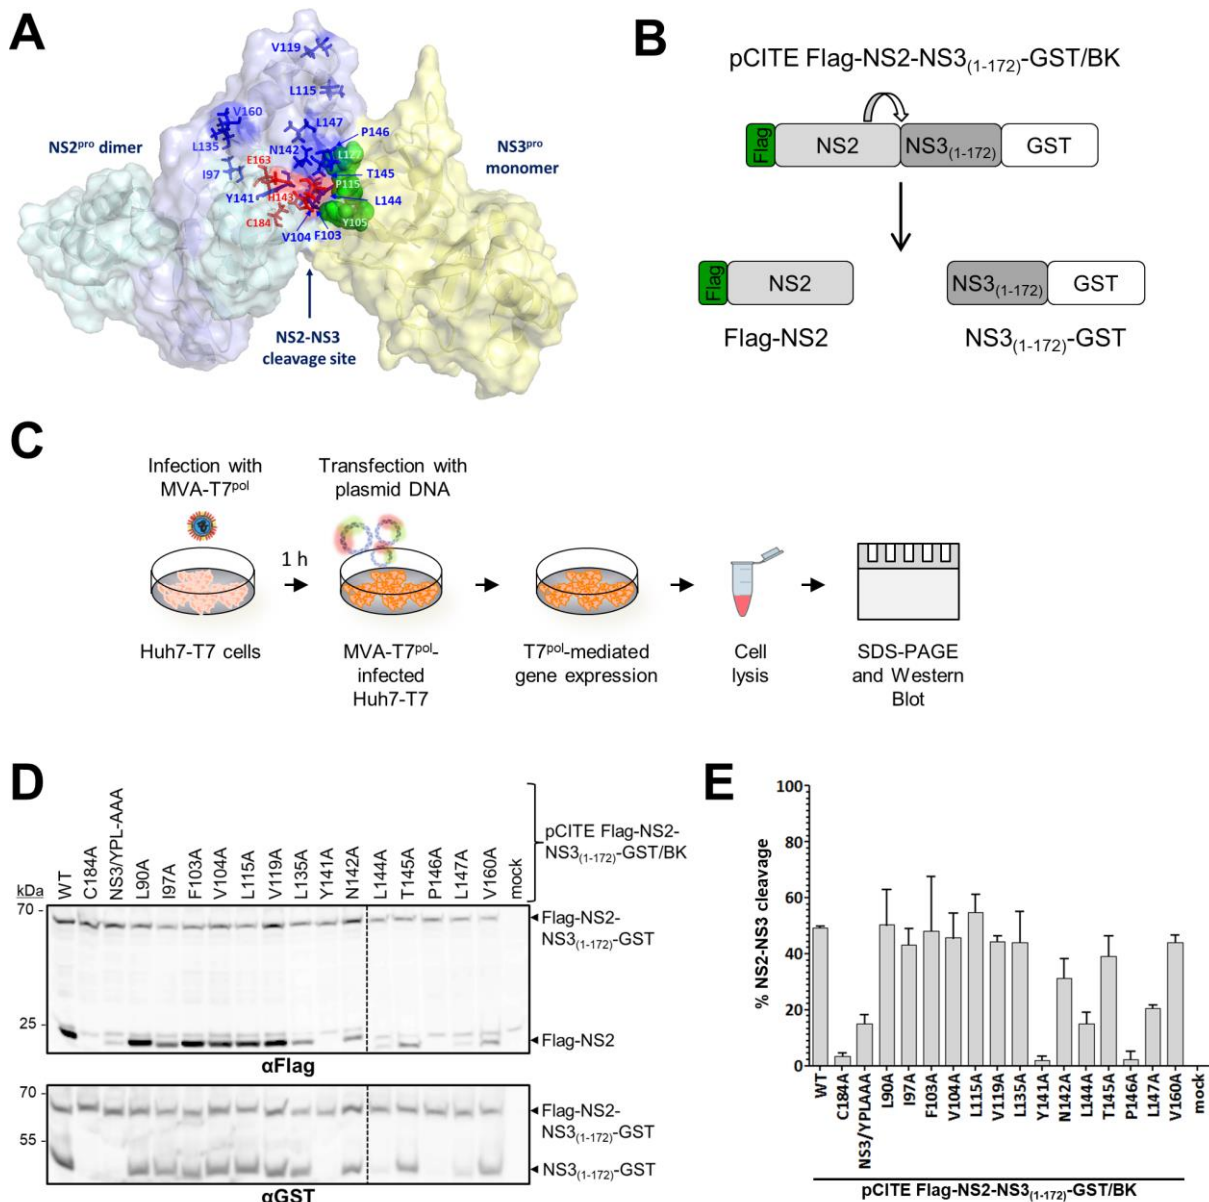 A
V119
L115
V160
L147
P146
L135
N142
L127
NS2pro dimer
NS3pro
monomer
I97
E163
T145
P115
Y141
H143
L144
C184
Y105
V104
F103
NS2-NS3
cleavage site
B
pCITE Flag-NS2-NS3(1-172)-GST/BK
Flag
NS2
NS3(1-172)
GST
Flag
NS2
NS3(1-172)
GST
Flag-NS2
NS3(1-172)-GST
C
Infection with
MVA-T7pol
Transfection with
plasmid DNA
1 h
Huh7-T7 cells
MVA-T7pol-
infected
Huh7-T7
T7pol-mediated
gene expression
Cell
lysis
SDS-PAGE
and Western
Blot
D
WT
C184A
NS3/YPL-AAA
L90A
I97A
F103A
V104A
L115A
V119A
L135A
Y141A
N142A
L144A
T145A
P146A
L147A
V160A
mock
pCITE Flag-NS2-
NS3(1-172)-GST/BK
kDa
70
25
Flag-NS2-
NS3(1-172)-GST
Flag-NS2
αFlag
70
55
Flag-NS2-
NS3(1-172)-GST
NS3(1-172)-GST
αGST
E
% NS2-NS3 cleavage
100
80
60
40
20
0
WT
C184A
NS3/YPLAAA
L90A
I97A
F103A
V104A
L115A
V119A
L135A
Y141A
N142A
L144A
T145A
P146A
L147A
V160A
mock
pCITE Flag-NS2-NS3(1-172)-GST/BK